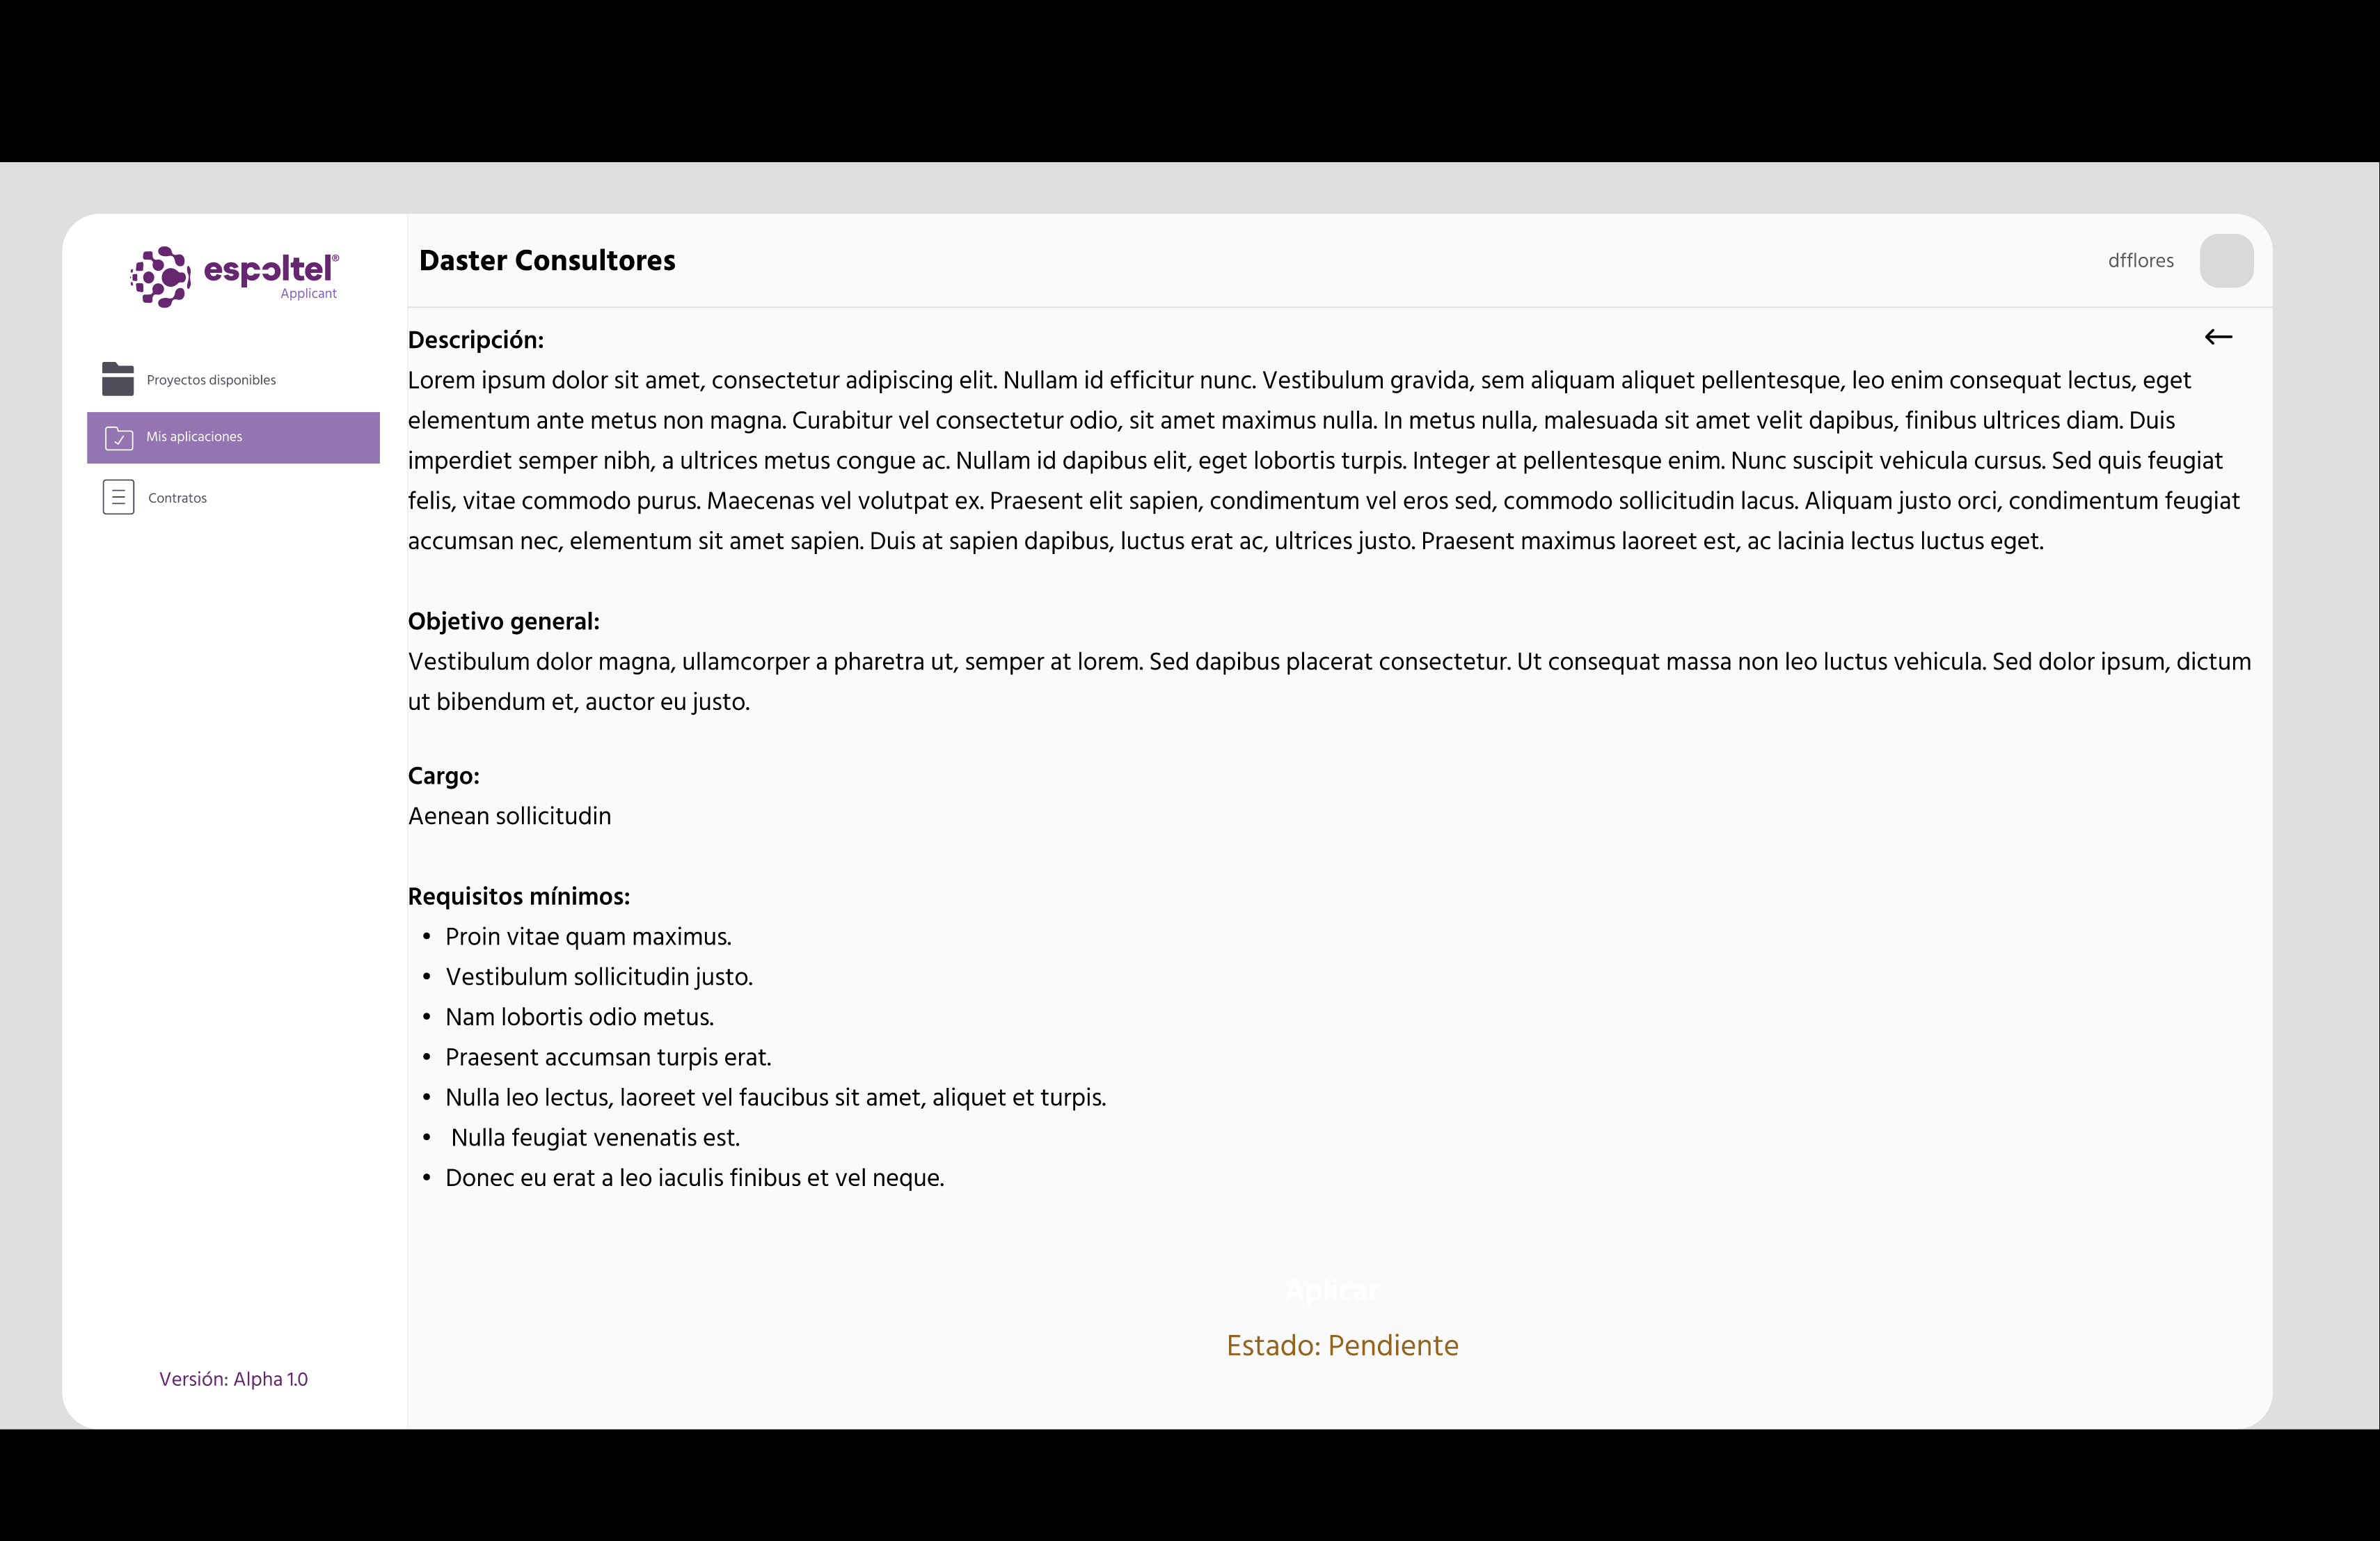 espoltel®
Applicant
Proyectos disponibles
Mis aplicaciones
Contratos
Versión: Alpha 1.0
Daster Consultores
dfflores
Descripción:
Lorem ipsum dolor sit amet, consectetur adipiscing elit. Nullam id efficitur nunc. Vestibulum gravida, sem aliquam aliquet pellentesque, leo enim consequat lectus, eget
elementum ante metus non magna. Curabitur vel consectetur odio, sit amet maximus nulla. In metus nulla, malesuada sit amet velit dapibus, finibus ultrices diam. Duis
imperdiet semper nibh, a ultrices metus congue ac. Nullam id dapibus elit, eget lobortis turpis. Integer at pellentesque enim. Nunc suscipit vehicula cursus. Sed quis feugiat
felis, vitae commodo purus. Maecenas vel volutpat ex. Praesent elit sapien, condimentum vel eros sed, commodo sollicitudin lacus. Aliquam justo orci, condimentum feugiat
accumsan nec, elementum sit amet sapien. Duis at sapien dapibus, luctus erat ac, ultrices justo. Praesent maximus laoreet est, ac lacinia lectus luctus eget.
Objetivo general:
Vestibulum dolor magna, ullamcorper a pharetra ut, semper at lorem. Sed dapibus placerat consectetur. Ut consequat massa non leo luctus vehicula. Sed dolor ipsum, dictum
ut bibendum et, auctor eu justo.
Cargo:
Aenean sollicitudin
Requisitos mínimos:
• Proin vitae quam maximus.
• Vestibulum sollicitudin justo.
• Nam lobortis odio metus.
• Praesent accumsan turpis erat.
• Nulla leo lectus, laoreet vel faucibus sit amet, aliquet et turpis.
• Nulla feugiat venenatis est.
• Donec eu erat a leo iaculis finibus et vel neque.
Aplicar
Estado: Pendiente